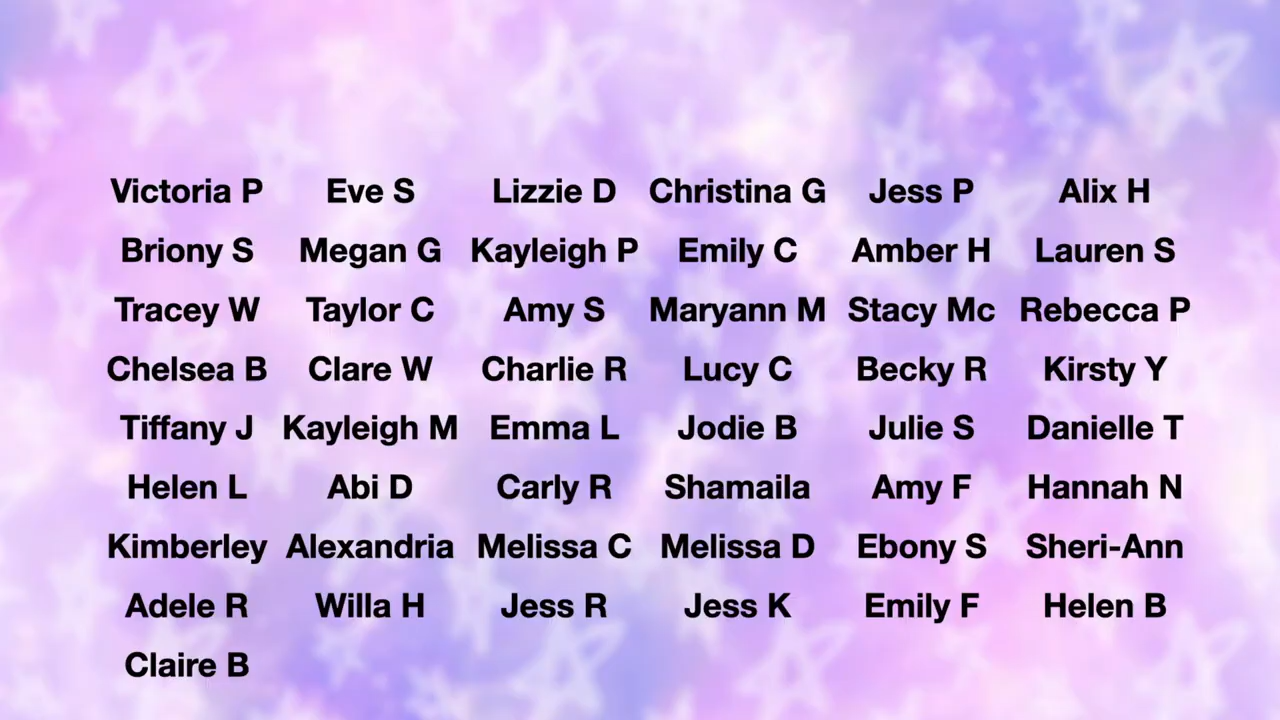 Victoria P Eve S Lizzie D Christina G Jess P Alix H
Briony S Megan G Kayleigh P Emily C Amber H Lauren S
Tracey W Taylor C Amy S Maryann M Stacy Mc Rebecca P
Chelsea B Clare W Charlie R Lucy C Becky R Kirsty Y
Tiffany J Kayleigh M Emma L Jodie B Julie S Danielle T
Helen L Abi D Carly R Shamaila Amy F Hannah N
Kimberley Alexandria Melissa C Melissa D Ebony S Sheri-Ann
Adele R Willa H Jess R Jess K Emily F Helen B
Claire B